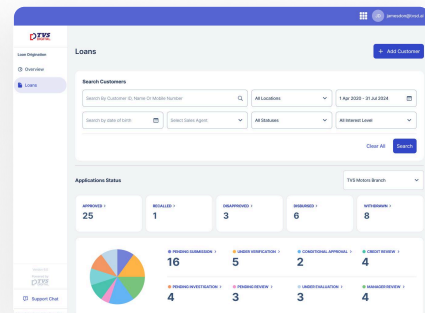 jamesabel@tvsd.ai
TVS
DIGITAL
Loan Origination
Overview
Loans
Support Chat
TVS
Loans
+ Add Customer
Search Customers
Search By Customer ID, Name Or Mobile Number
All Locations
1 Apr 2020 - 31 Jul 2024
Search by date of birth
Select Sales Agent
All Statuses
All Interest Level
Clear All
Search
Applications Status
TVS Motors Branch
APPROVED >
RECALLED >
DISAPPROVED >
DISBURSED >
WITHDRAWN >
25
1
3
6
8
PENDING SUBMISSION >
UNDER VERIFICATION >
CONDITIONAL APPROVAL >
CREDIT REVIEW >
16
5
2
4
PENDING INVESTIGATION >
PENDING REVIEW >
UNDER EVALUATION >
MANAGER REVIEW >
4
3
3
4